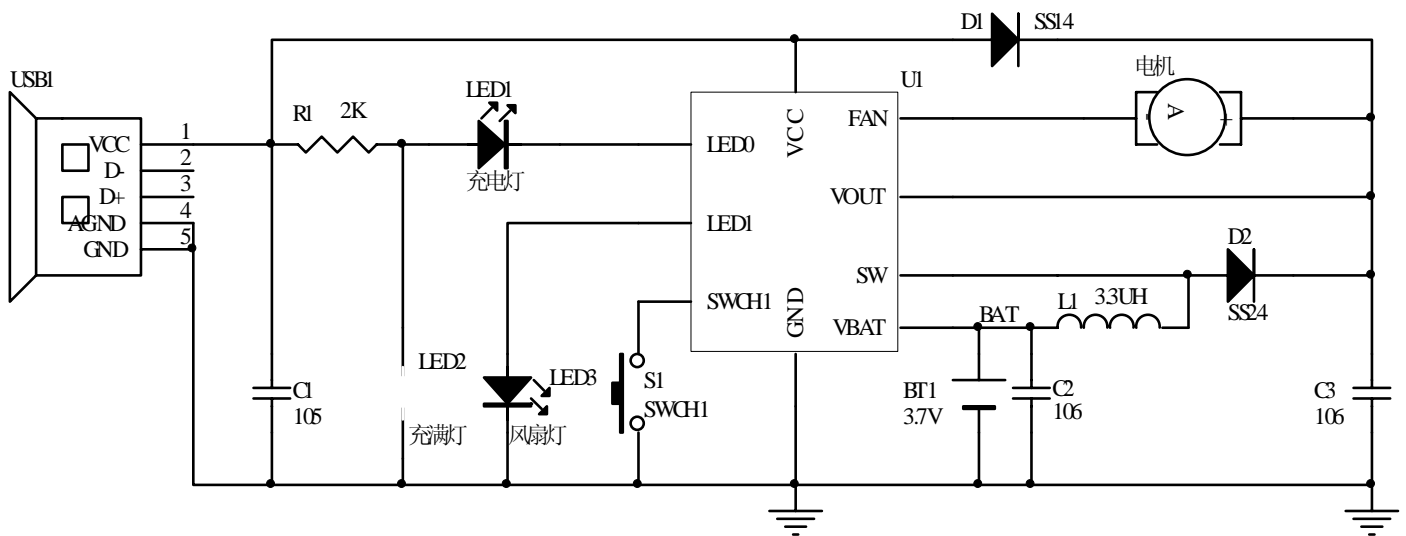 D1 SS14
USB1
电机
U1
LED1
R1 2K
A
1
VCC
LED0
VCC
FAN
2
D-
充电灯
3
D+
VOUT
4
AGND
LED1
5
GND
D2
SW
SWCH1
GND
VBAT
BAT
L1 3.3UH
SS24
LED2
LED3
S1
SWCH1
C1
105
BT1
3.7V
C2
106
C3
106
充满灯
风扇灯